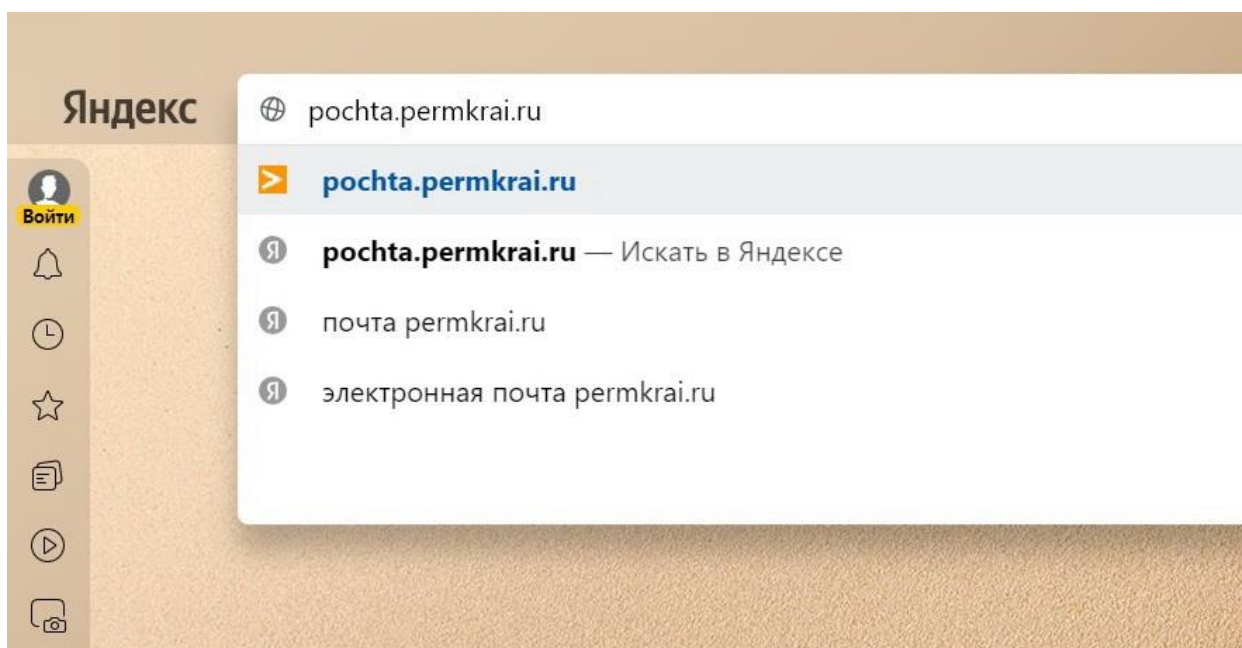 Яндекс
pochta.permkrai.ru
pochta.permkrai.ru
Войти
pochta.permkrai.ru — Искать в Яндексе
почта permkrai.ru
электронная почта permkrai.ru